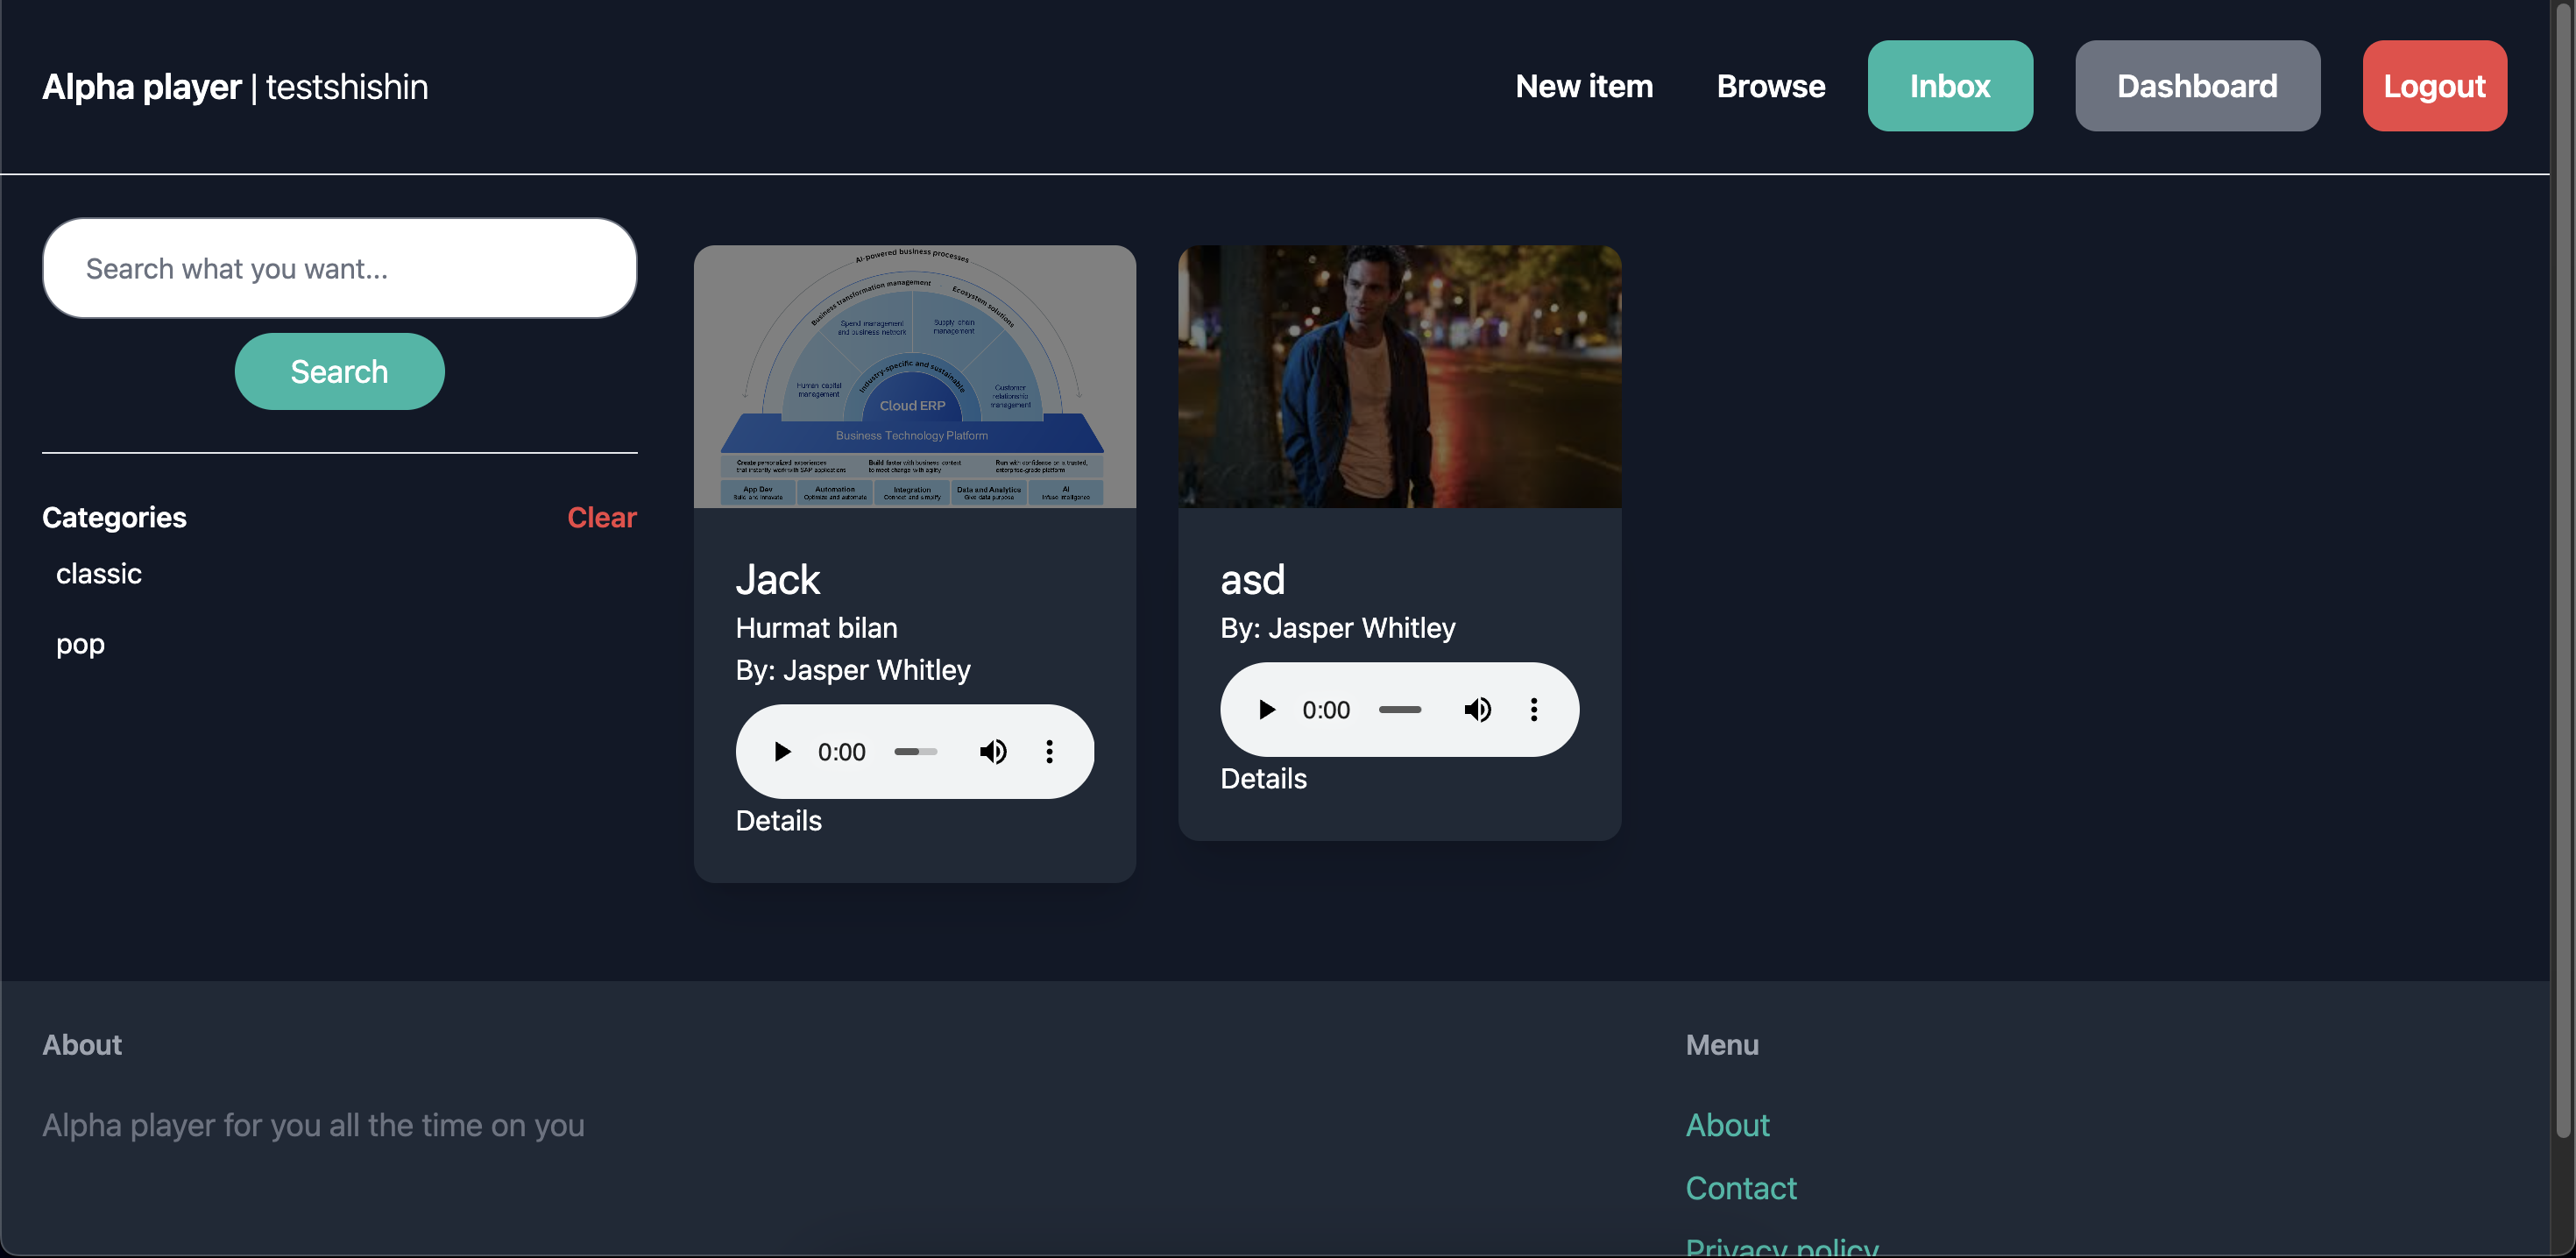 Alpha player | testshishin
New item
Browse
Inbox
Dashboard
Logout
Search what you want...
Search
Categories
Clear
classic
pop
AI-powered business processes
Business transformation management
Ecosystem solutions
Spend management
and business network
Supply chain
management
Human capital
management
Industry-specific and sustainable
Customer
relationship
management
Cloud ERP
Business Technology Platform
Create personalized experiences
that instantly work with SAP applications
Build faster with business context
to meet change with agility
Run with confidence on a trusted,
enterprise-grade platform
App Dev
Build and innovate
Automation
Optimize and automate
Integration
Connect and simplify
Data and Analytics
Give data purpose
AI
Infuse intelligence
Jack
Hurmat bilan
By: Jasper Whitley
0:00
Details
asd
By: Jasper Whitley
0:00
Details
About
Alpha player for you all the time on you
Menu
About
Contact
Privacy policy